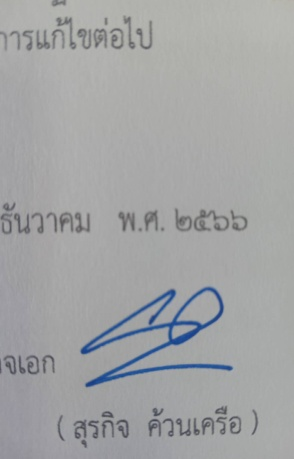 การแก้ไขต่อไป
ธันวาคม พ.ศ. ๒๕๖๖
จเอก
( สุรกิจ ค้วนเครือ )